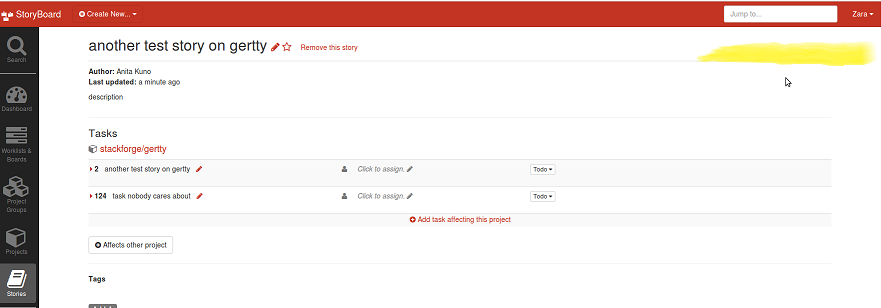 StoryBoard Create New... Jump to... Zara
another test story on gertty Remove this story
Search
Author: Anita Kuno
Last updated: a minute ago
description
Dashboard
Tasks
stackforge/gertty
Worklists &
Boards
2 another test story on gertty Click to assign. Todo
124 task nobody cares about Click to assign. Todo
Project
Groups
Add task affecting this project
Affects other project
Projects
Tags
Stories